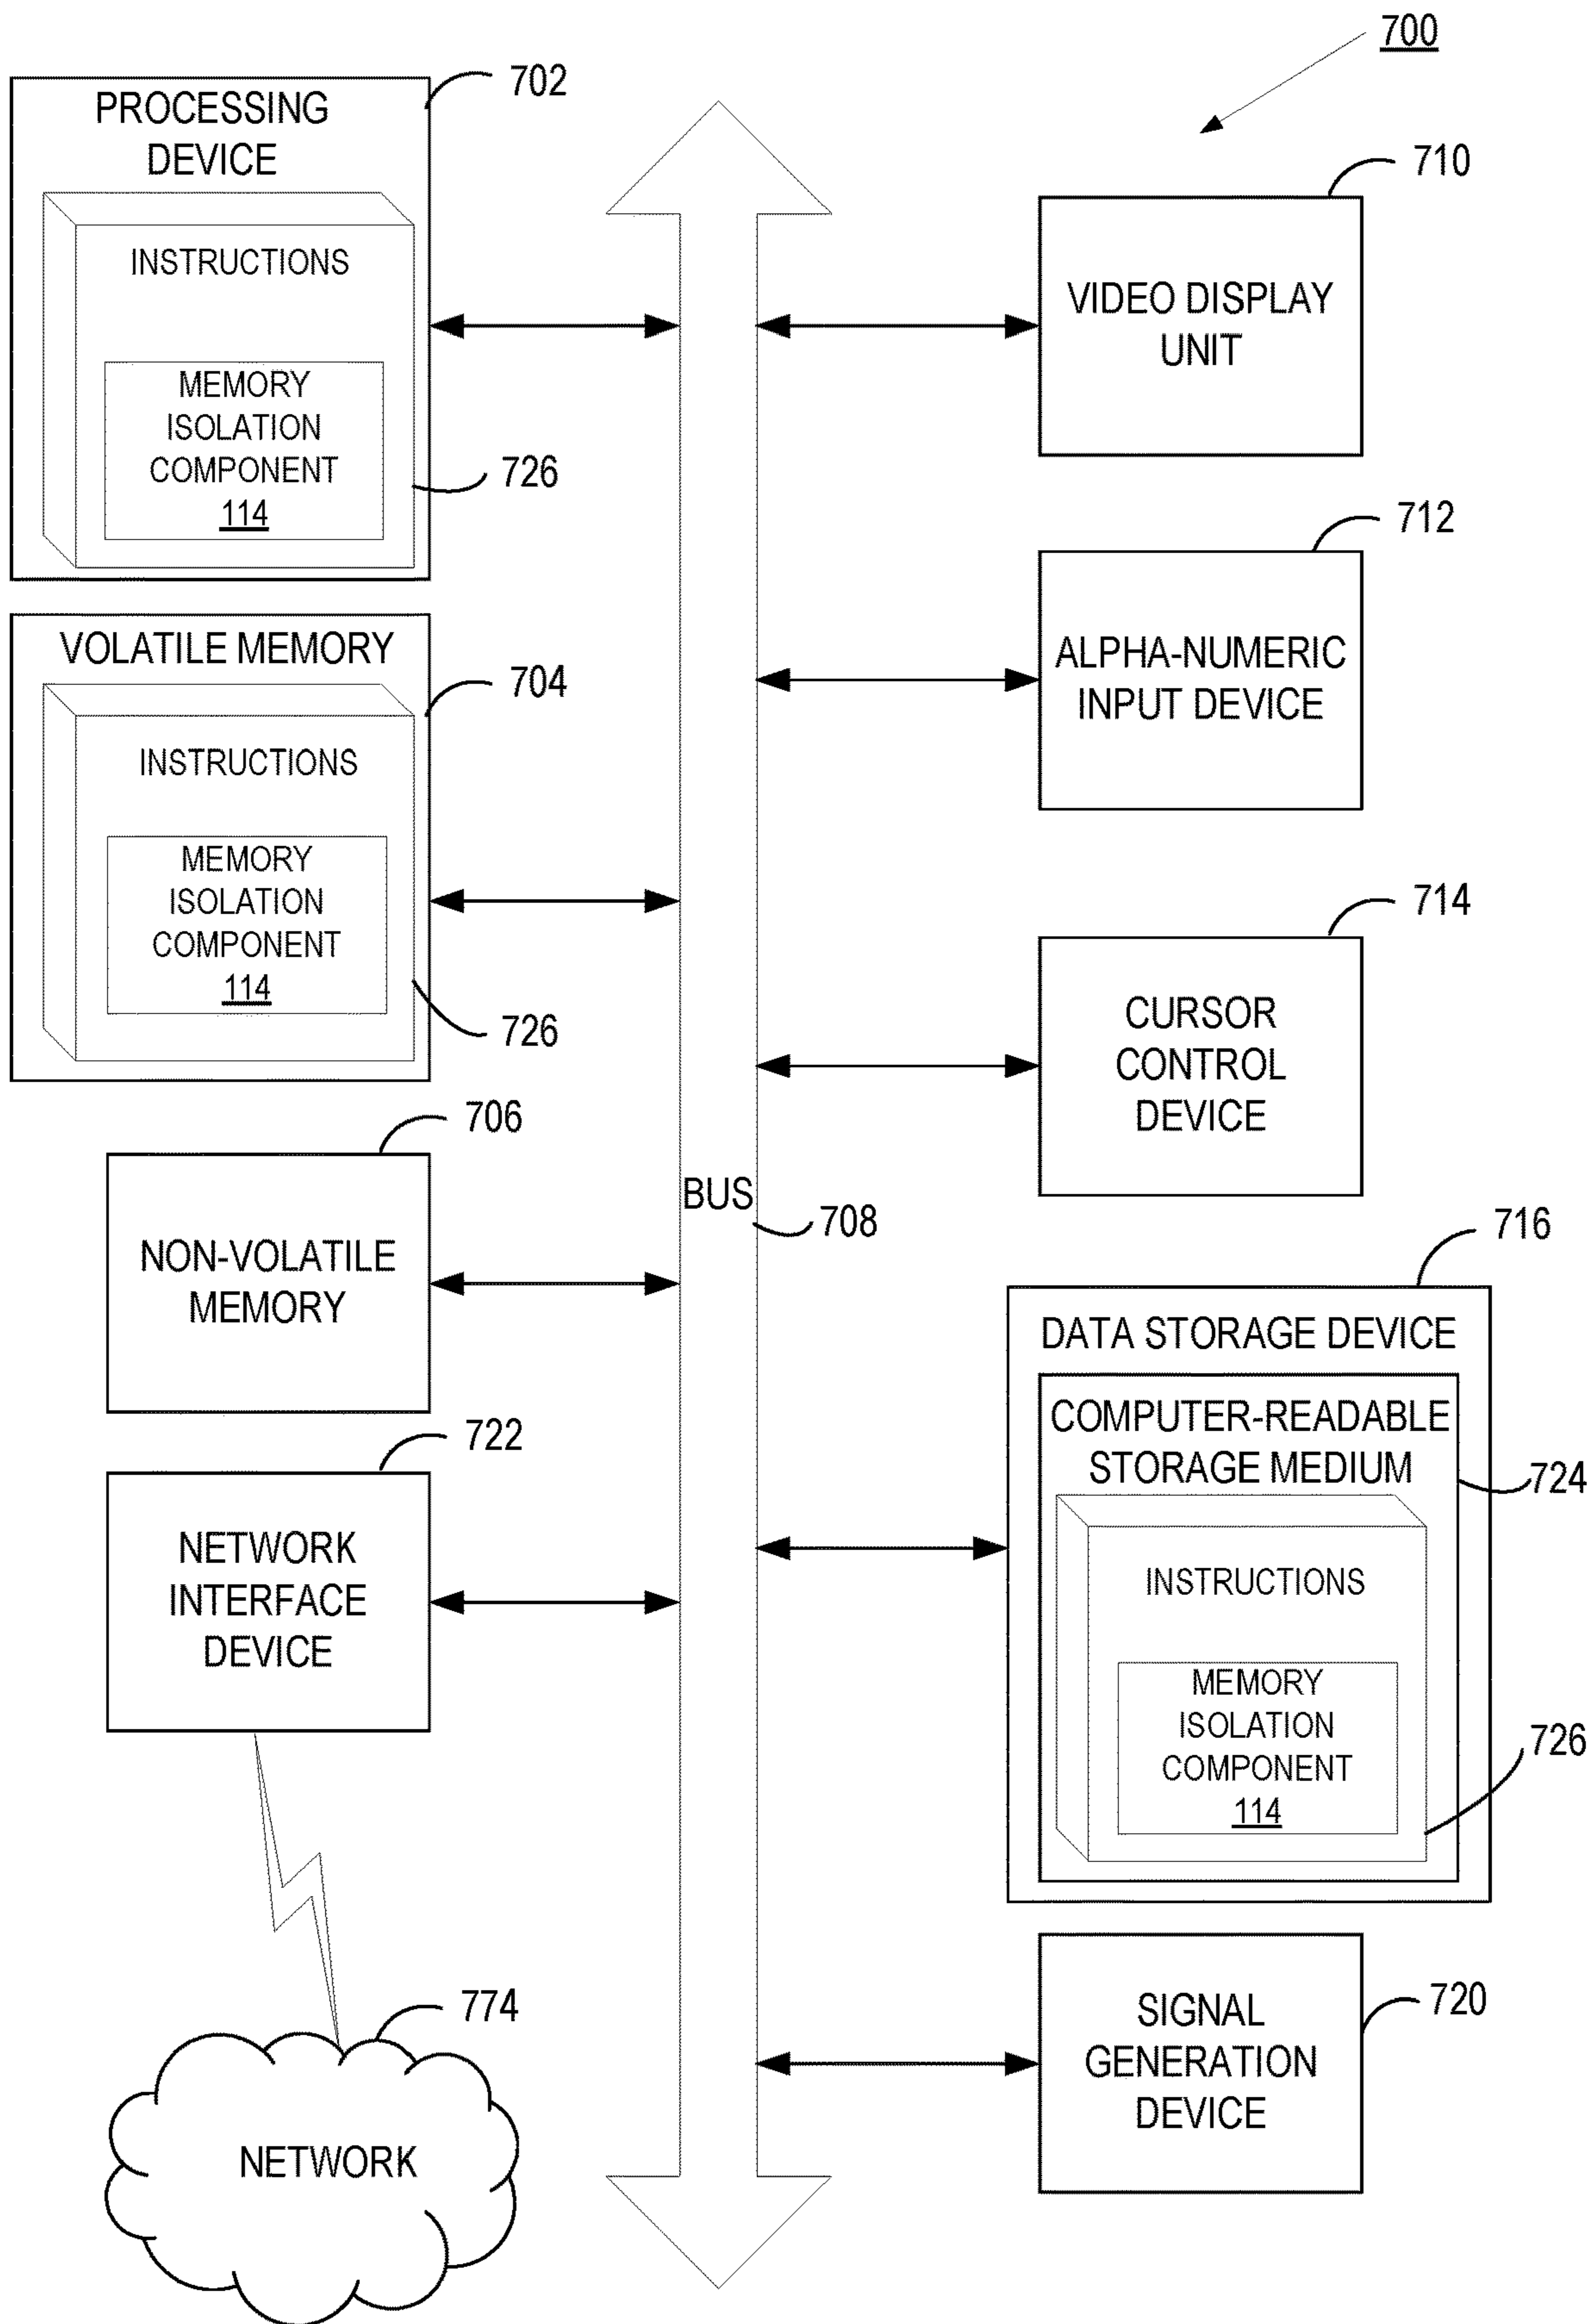 700
702
PROCESSING
DEVICE
INSTRUCTIONS
MEMORY
ISOLATION
COMPONENT
114
726
VOLATILE MEMORY
704
INSTRUCTIONS
MEMORY
ISOLATION
COMPONENT
114
726
706
NON-VOLATILE
MEMORY
722
NETWORK
INTERFACE
DEVICE
774
NETWORK
BUS
708
710
VIDEO DISPLAY
UNIT
712
ALPHA-NUMERIC
INPUT DEVICE
714
CURSOR
CONTROL
DEVICE
716
DATA STORAGE DEVICE
COMPUTER-READABLE
STORAGE MEDIUM
724
INSTRUCTIONS
MEMORY
ISOLATION
COMPONENT
114
726
SIGNAL
GENERATION
DEVICE
720